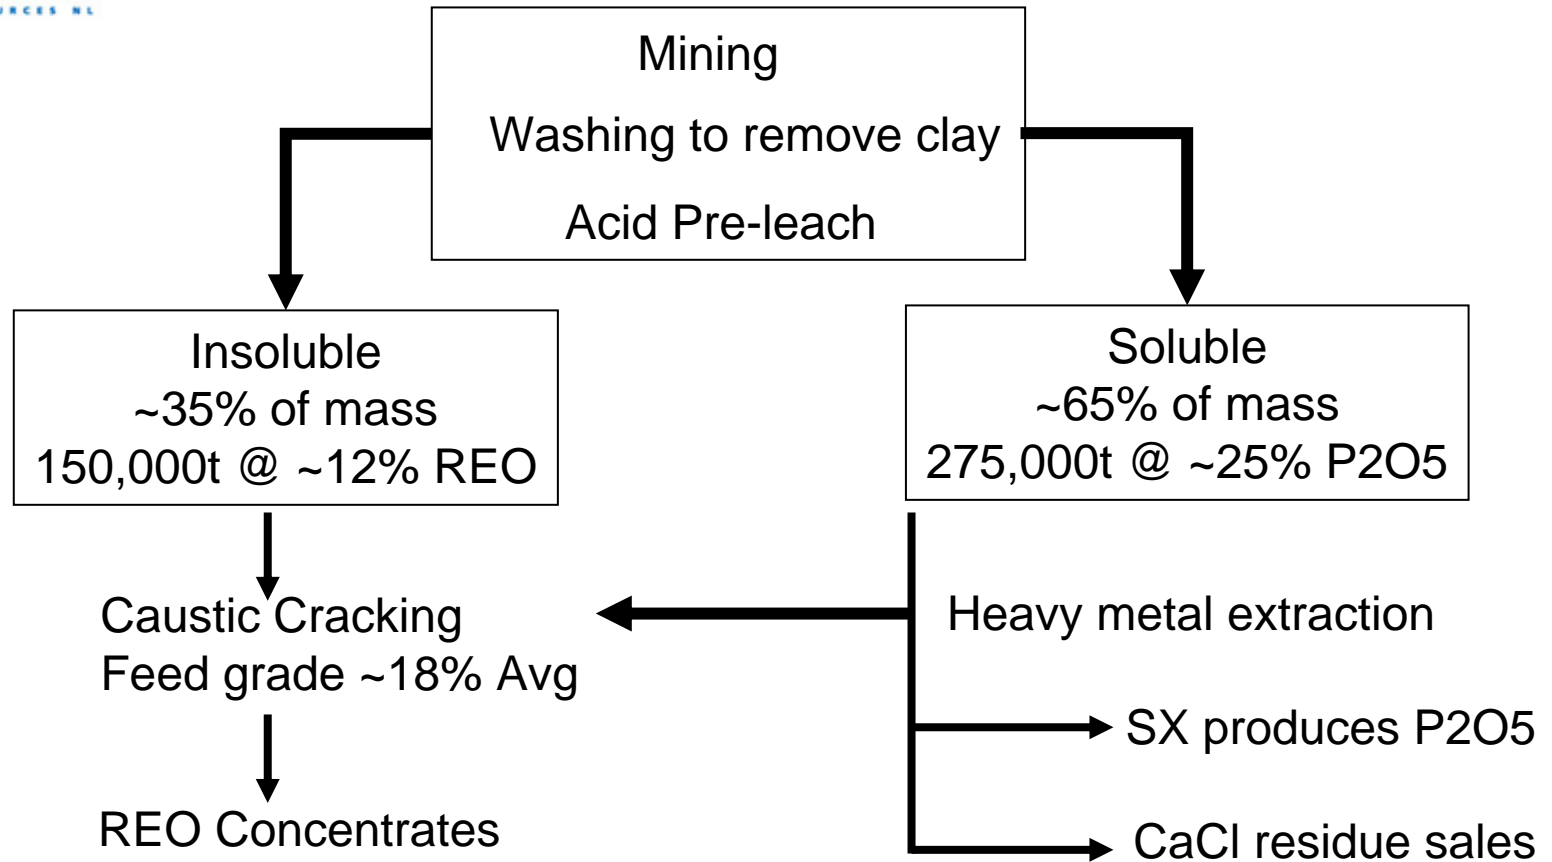 URCES NL
Mining
Washing to remove clay
Acid Pre-leach
Insoluble
~35% of mass
150,000t @ ~12% REO
Soluble
~65% of mass
275,000t @ ~25% P2O5
Caustic Cracking
Feed grade ~18% Avg
REO Concentrates
Heavy metal extraction
SX produces P2O5
CaCl residue sales